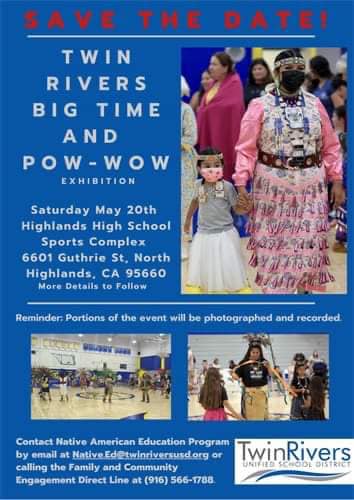 SAVE THE DATE!
TWIN
RIVERS
BIG TIME
AND
POW-WOW
EXHIBITION
Saturday May 20th
Highlands High School
Sports Complex
6601 Guthrie St, North
Highlands, CA 95660
More Details to Follow
Reminder: Portions of the event will be photographed and recorded.
Contact Native American Education Program
by email at Native.Ed@twinriversusd.org or
calling the Family and Community
Engagement Direct Line at (916) 566-1788.
TwinRivers
UNIFIED SCHOOL DISTRICT